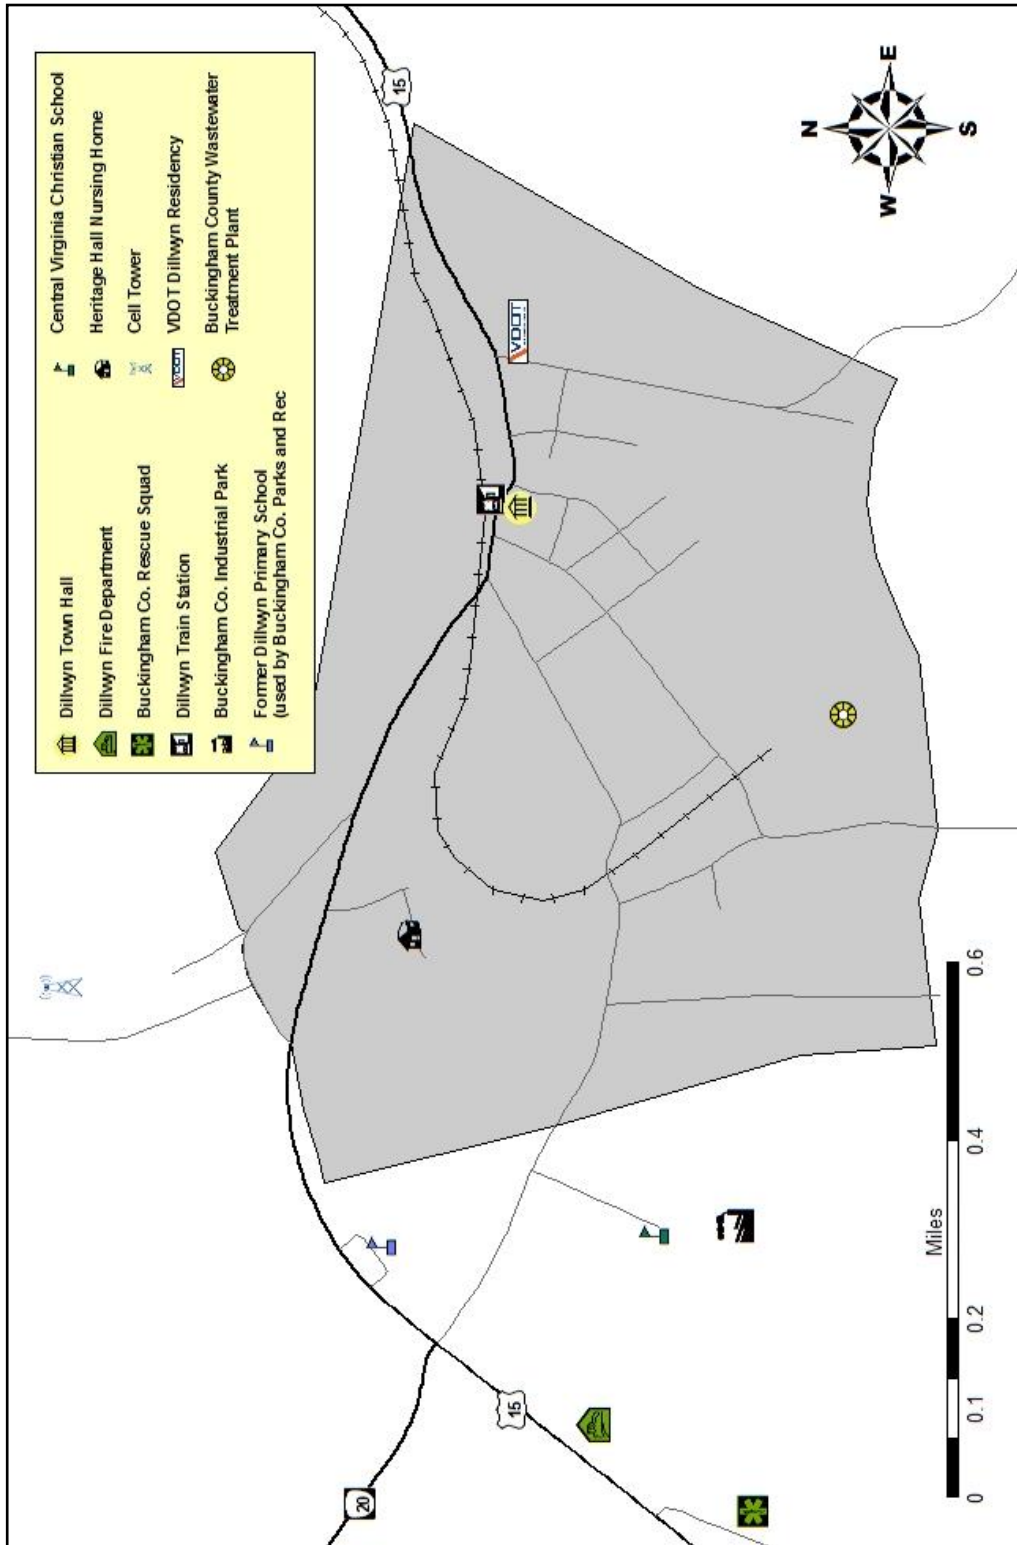 Dillwyn Town Hall
Dillwyn Fire Department
Buckingham Co. Rescue Squad
Dillwyn Train Station
Buckingham Co. Industrial Park
Former Dillwyn Primary School
(used by Buckingham Co. Parks and Rec
Central Virginia Christian School
Heritage Hall Nursing Home
Cell Tower
VDOT
VDOT Dillwyn Residency
Buckingham County Wastewater
Treatment Plant
15
VDOT
20
15
N
W
E
S
Miles
0
0.1
0.2
0.4
0.6